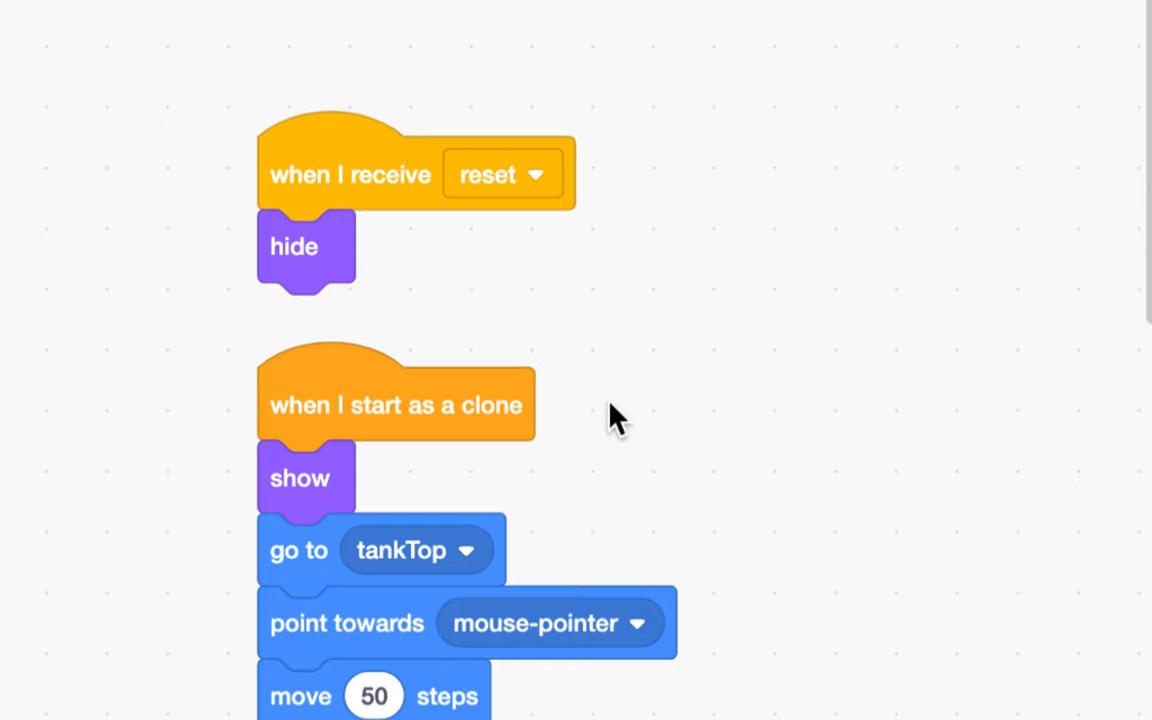 when I receive reset
hide
when I start as a clone
show
go to tankTop
point towards mouse-pointer
move 50 steps